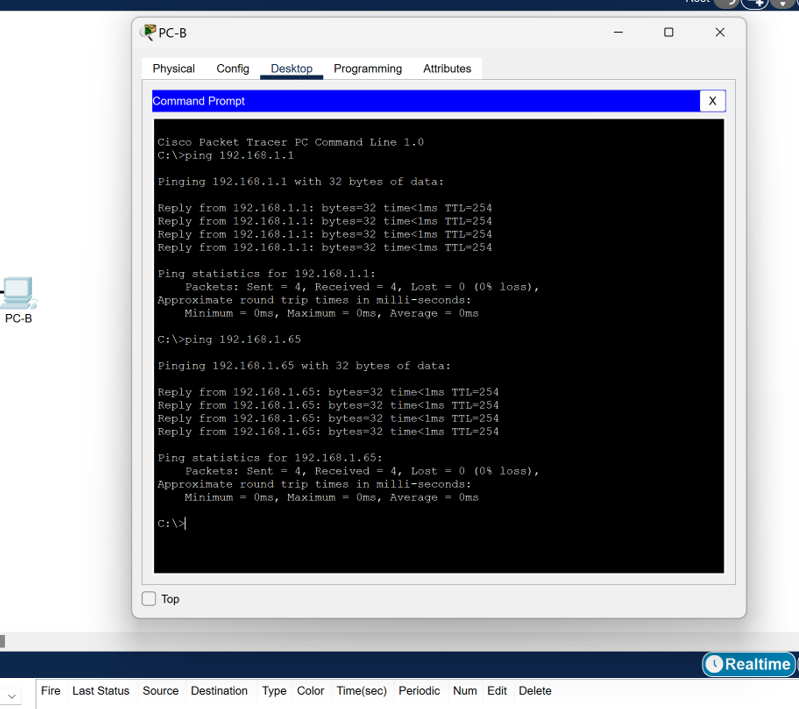 PC-B
Physical Config Desktop Programming Attributes
Command Prompt
X
Cisco Packet Tracer PC Command Line 1.0
C:\>ping 192.168.1.1
Pinging 192.168.1.1 with 32 bytes of data:
Reply from 192.168.1.1: bytes=32 time<1ms TTL=254
Reply from 192.168.1.1: bytes=32 time<1ms TTL=254
Reply from 192.168.1.1: bytes=32 time<1ms TTL=254
Reply from 192.168.1.1: bytes=32 time<1ms TTL=254
Ping statistics for 192.168.1.1:
Packets: Sent = 4, Received = 4, Lost = 0 (0% loss),
Approximate round trip times in milli-seconds:
Minimum = 0ms, Maximum = 0ms, Average = 0ms
C:\>ping 192.168.1.65
Pinging 192.168.1.65 with 32 bytes of data:
Reply from 192.168.1.65: bytes=32 time<1ms TTL=254
Reply from 192.168.1.65: bytes=32 time<1ms TTL=254
Reply from 192.168.1.65: bytes=32 time<1ms TTL=254
Reply from 192.168.1.65: bytes=32 time<1ms TTL=254
Ping statistics for 192.168.1.65:
Packets: Sent = 4, Received = 4, Lost = 0 (0% loss),
Approximate round trip times in milli-seconds:
Minimum = 0ms, Maximum = 0ms, Average = 0ms
C:\>
PC-B
Top
Realtime
Fire Last Status Source Destination Type Color Time(sec) Periodic Num Edit Delete